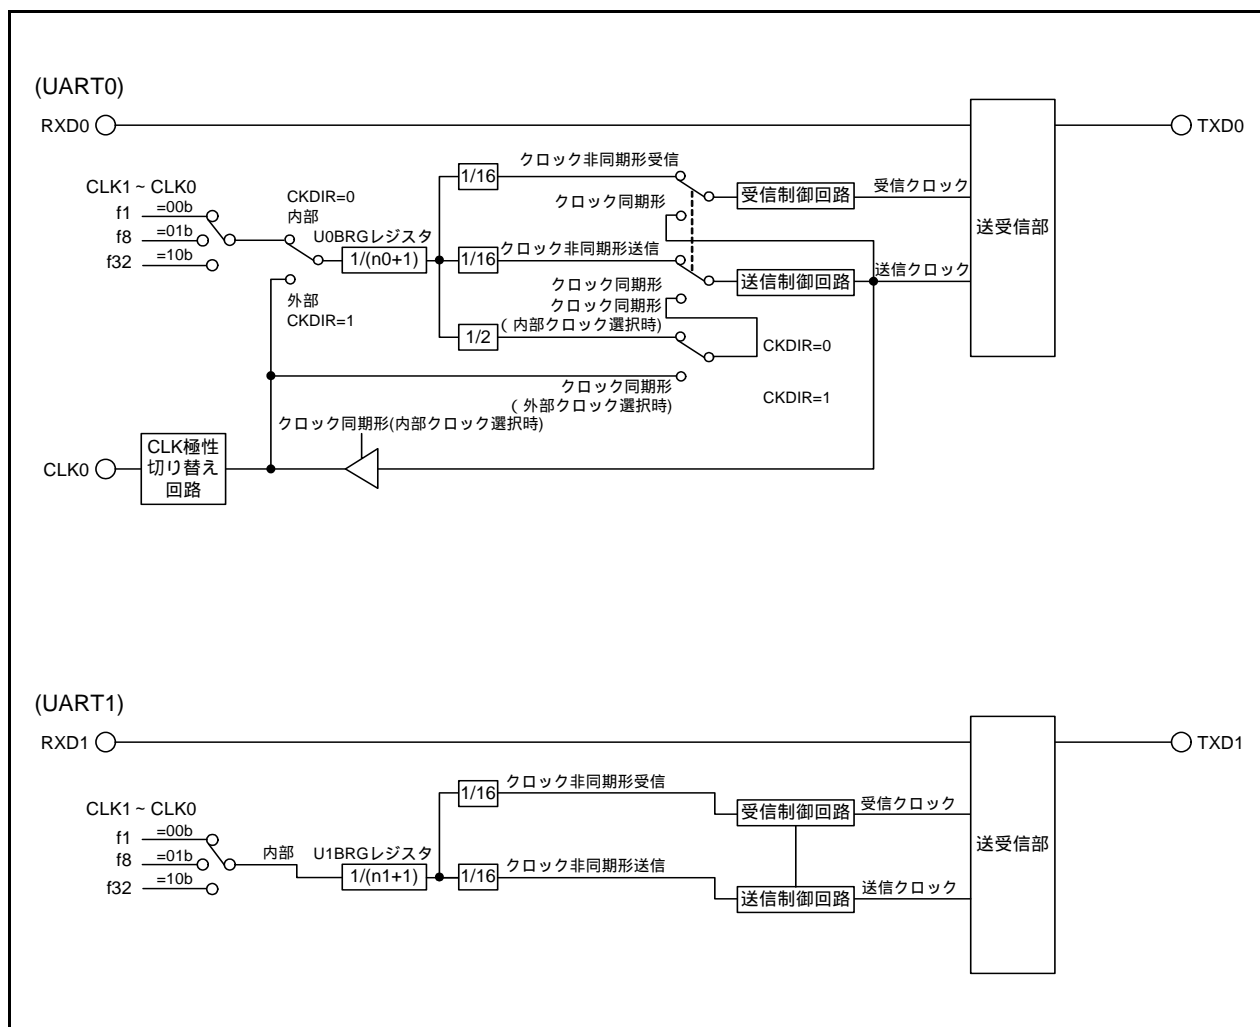 (UART0)
RXD0
TXD0
クロック非同期形受信
1/16
CLK1 ~ CLK0
CKDIR=0
内部
f1
=00b
f8
=01b
f32
=10b
U0BRGレジスタ
1/(n0+1)
クロック同期形
受信制御回路
受信クロック
送受信部
1/16
クロック非同期形送信
送信制御回路
送信クロック
外部
CKDIR=1
クロック同期形
クロック同期形
(内部クロック選択時)
1/2
CKDIR=0
クロック同期形
(外部クロック選択時)
CKDIR=1
クロック同期形(内部クロック選択時)
CLK0
CLK極性
切り替え
回路
(UART1)
RXD1
TXD1
1/16
クロック非同期形受信
CLK1 ~ CLK0
f1
=00b
f8
=01b
f32
=10b
内部
U1BRGレジスタ
1/(n1+1)
1/16
クロック非同期形送信
受信制御回路
受信クロック
送信制御回路
送信クロック
送受信部